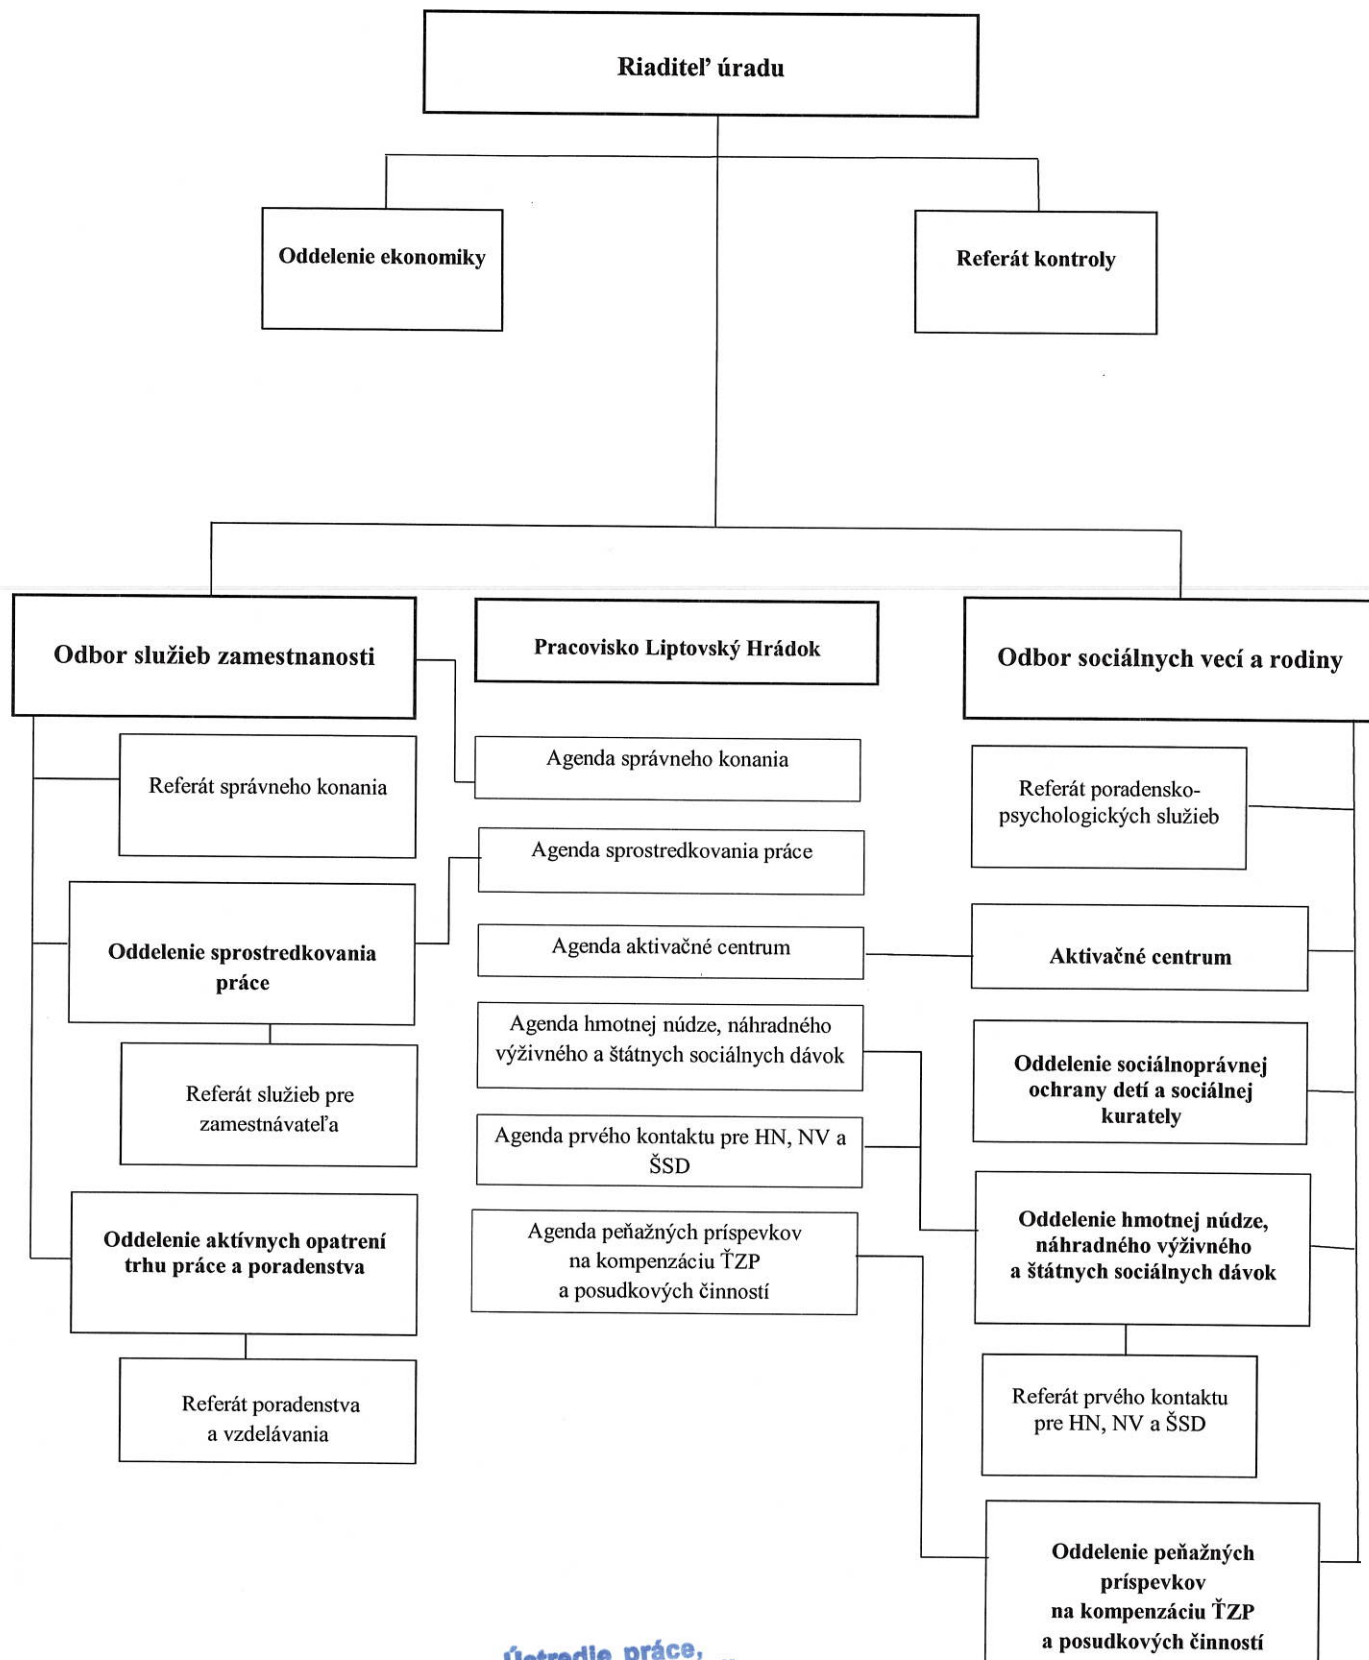 Riaditeľ úradu
Oddelenie ekonomiky
Referát kontroly
Odbor služieb zamestnanosti
Pracovisko Liptovský Hrádok
Odbor sociálnych vecí a rodiny
Referát správneho konania
Agenda správneho konania
Referát poradensko-
psychologických služieb
Agenda sprostredkovania práce
Oddelenie sprostredkovania
práce
Agenda aktivačné centrum
Aktivačné centrum
Agenda hmotnej núdze, náhradného
výživného a štátnych sociálnych dávok
Oddelenie sociálnoprávnej
ochrany detí a sociálnej
kurately
Referát služieb pre
zamestnávateľa
Agenda prvého kontaktu pre HN, NV a
ŠSD
Oddelenie aktívnych opatrení
trhu práce a poradenstva
Agenda peňažných príspevkov
na kompenzáciu ŤZP
a posudkových činností
Oddelenie hmotnej núdze,
náhradného výživného
a štátnych sociálnych dávok
Referát poradenstva
a vzdelávania
Referát prvého kontaktu
pre HN, NV a ŠSD
Oddelenie peňažných
príspevkov
na kompenzáciu ŤZP
a posudkových činností
Ústredie práce,